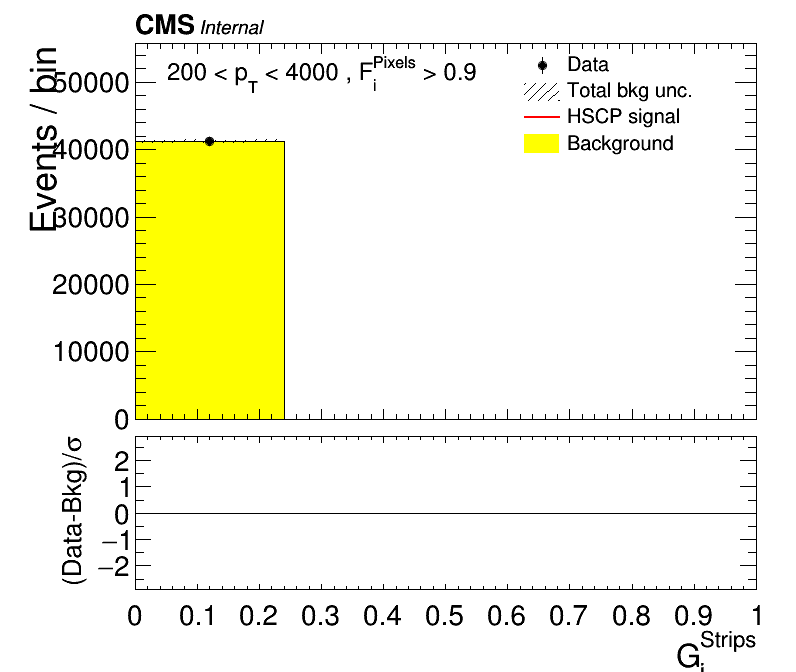 CMS Internal
200 < p_T < 4000 , F_i^Pixels > 0.9
Data
Total bkg unc.
HSCP signal
Background
Events / bin
50000
40000
30000
20000
10000
0
(Data-Bkg)/σ
2
1
0
−1
−2
0 0.1 0.2 0.3 0.4 0.5 0.6 0.7 0.8 0.9 1
G_i^Strips